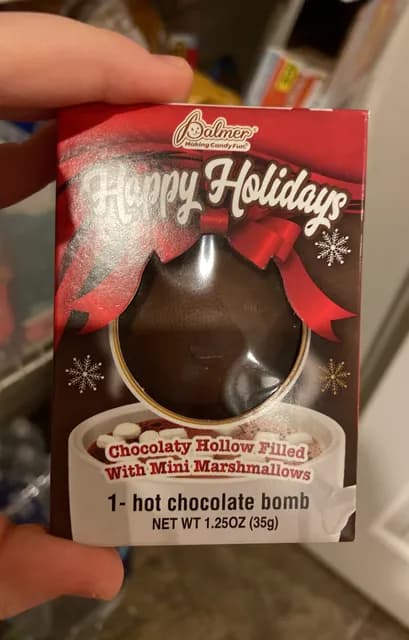 Palmer®
Making Candy Fun®
Happy Holidays
Chocolaty Hollow Filled
With Mini Marshmallows
1- hot chocolate bomb
NET WT 1.25OZ (35g)